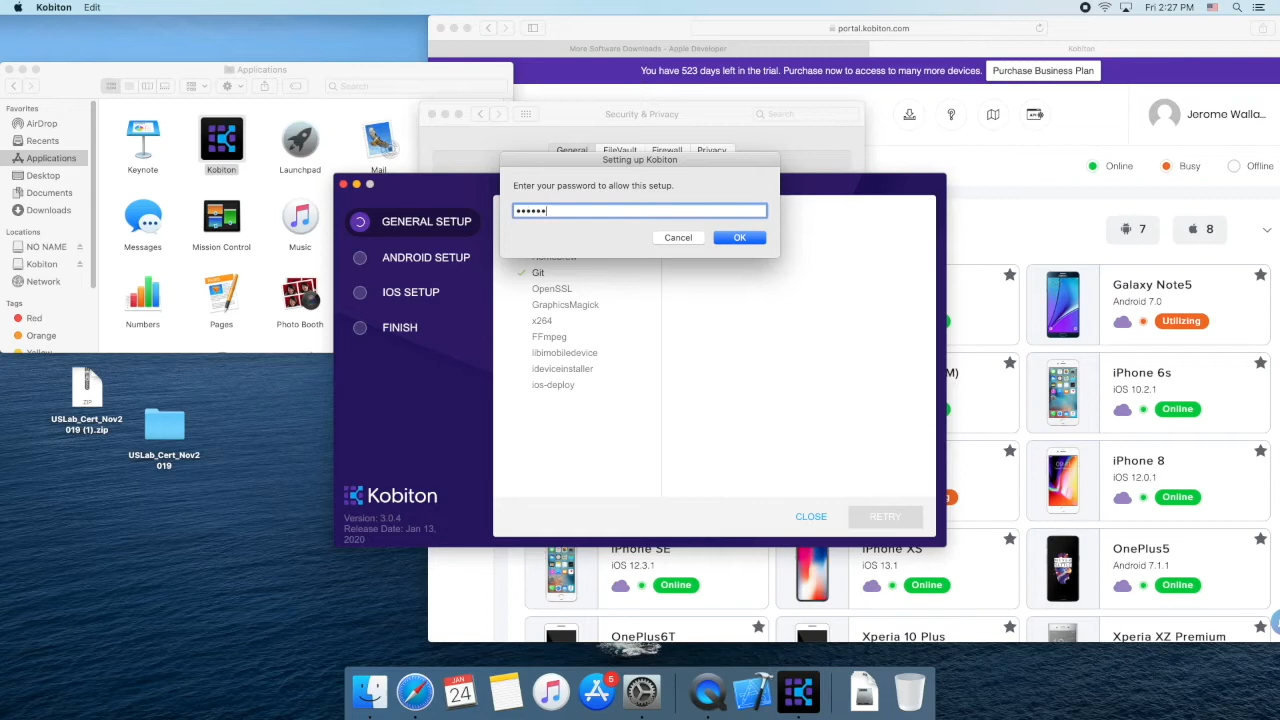 Kobiton Edit
Fri 2:27 PM
portal.kobiton.com
More Software Downloads - Apple Developer
Kobiton
You have 523 days left in the trial. Purchase now to access to many more devices.
Purchase Business Plan
Applications
Search
Favorites
AirDrop
Recents
Applications
Desktop
Documents
Downloads
Locations
NO NAME
Kobiton
Network
Tags
Red
Orange
Yellow
Keynote
Kobiton
Launchpad
Mail
Messages
Mission Control
Music
Numbers
Pages
Photo Booth
Security & Privacy
Search
General FileVault Firewall Privacy
Setting up Kobiton
Enter your password to allow this setup.
••••••
Cancel
OK
GENERAL SETUP
ANDROID SETUP
IOS SETUP
FINISH
Homebrew
Git
OpenSSL
GraphicsMagick
x264
FFmpeg
libimobiledevice
ideviceinstaller
ios-deploy
Kobiton
Version: 3.0.4
Release Date: Jan 13,
2020
CLOSE
RETRY
API
Jerome Walla...
Online
Busy
Offline
7
8
Galaxy Note5
Android 7.0
Utilizing
M)
iPhone 6s
iOS 10.2.1
Online
iPhone 8
iOS 12.0.1
Online
iPhone SE
iOS 12.3.1
Online
iPhone XS
iOS 13.1
Online
OnePlus5
Android 7.1.1
Online
OnePlus6T
Xperia 10 Plus
Xperia XZ Premium
ZIP
USLab_Cert_Nov2
019 (1).zip
USLab_Cert_Nov2
019
JAN
24
5